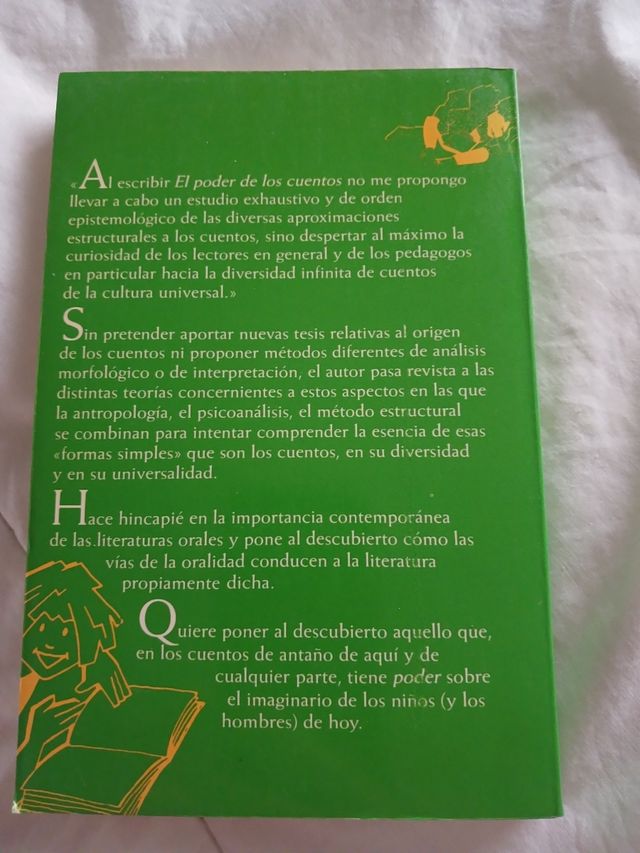 «Al escribir El poder de los cuentos no me propongo
llevar a cabo un estudio exhaustivo y de orden
epistemológico de las diversas aproximaciones
estructurales a los cuentos, sino despertar al máximo la
curiosidad de los lectores en general y de los pedagogos
en particular hacia la diversidad infinita de cuentos
de la cultura universal.»
Sin pretender aportar nuevas tesis relativas al origen
de los cuentos ni proponer métodos diferentes de análisis
morfológico o de interpretación, el autor pasa revista a las
distintas teorías concernientes a estos aspectos en las que
la antropología, el psicoanálisis, el método estructural
se combinan para intentar comprender la esencia de esas
«formas simples» que son los cuentos, en su diversidad
y en su universalidad.
Hace hincapié en la importancia contemporánea
de las literaturas orales y pone al descubierto cómo las
vías de la oralidad conducen a la literatura
propiamente dicha.
Quiere poner al descubierto aquello que,
en los cuentos de antaño de aquí y de
cualquier parte, tiene poder sobre
el imaginario de los niños (y los
hombres) de hoy.